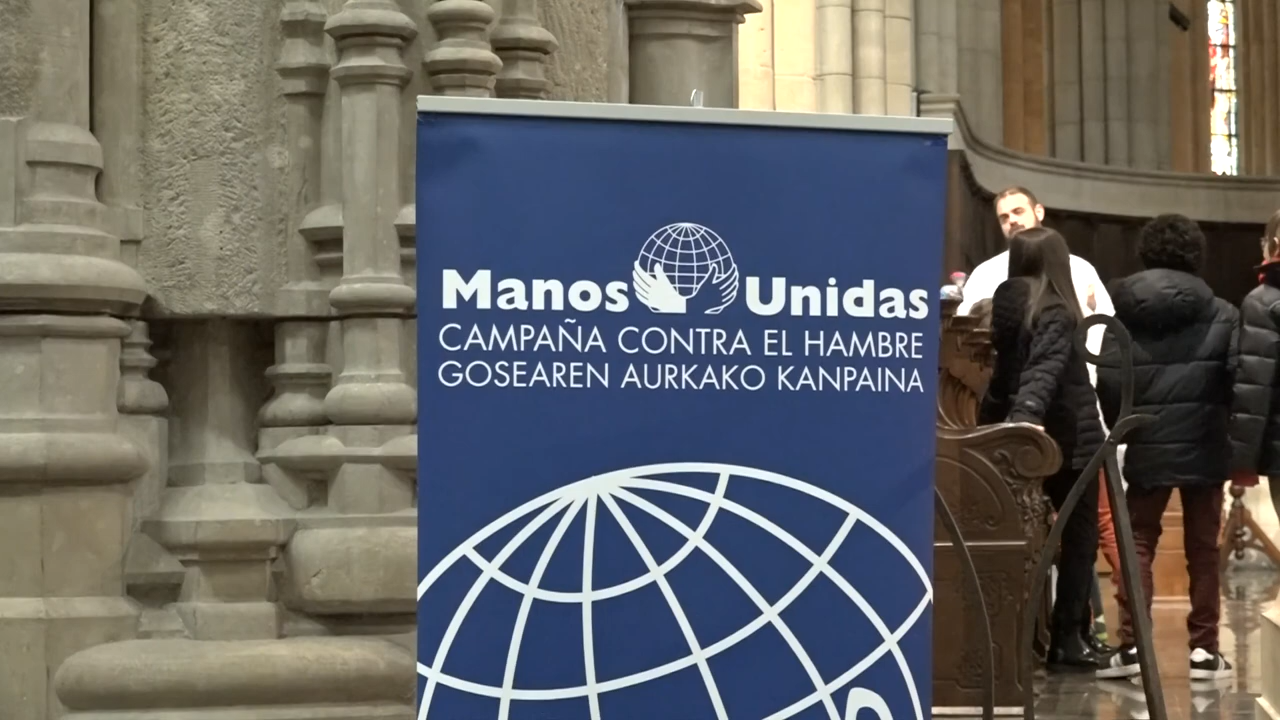 Manos Unidas
CAMPAÑA CONTRA EL HAMBRE
GOSEAREN AURKAKO KANPAINA